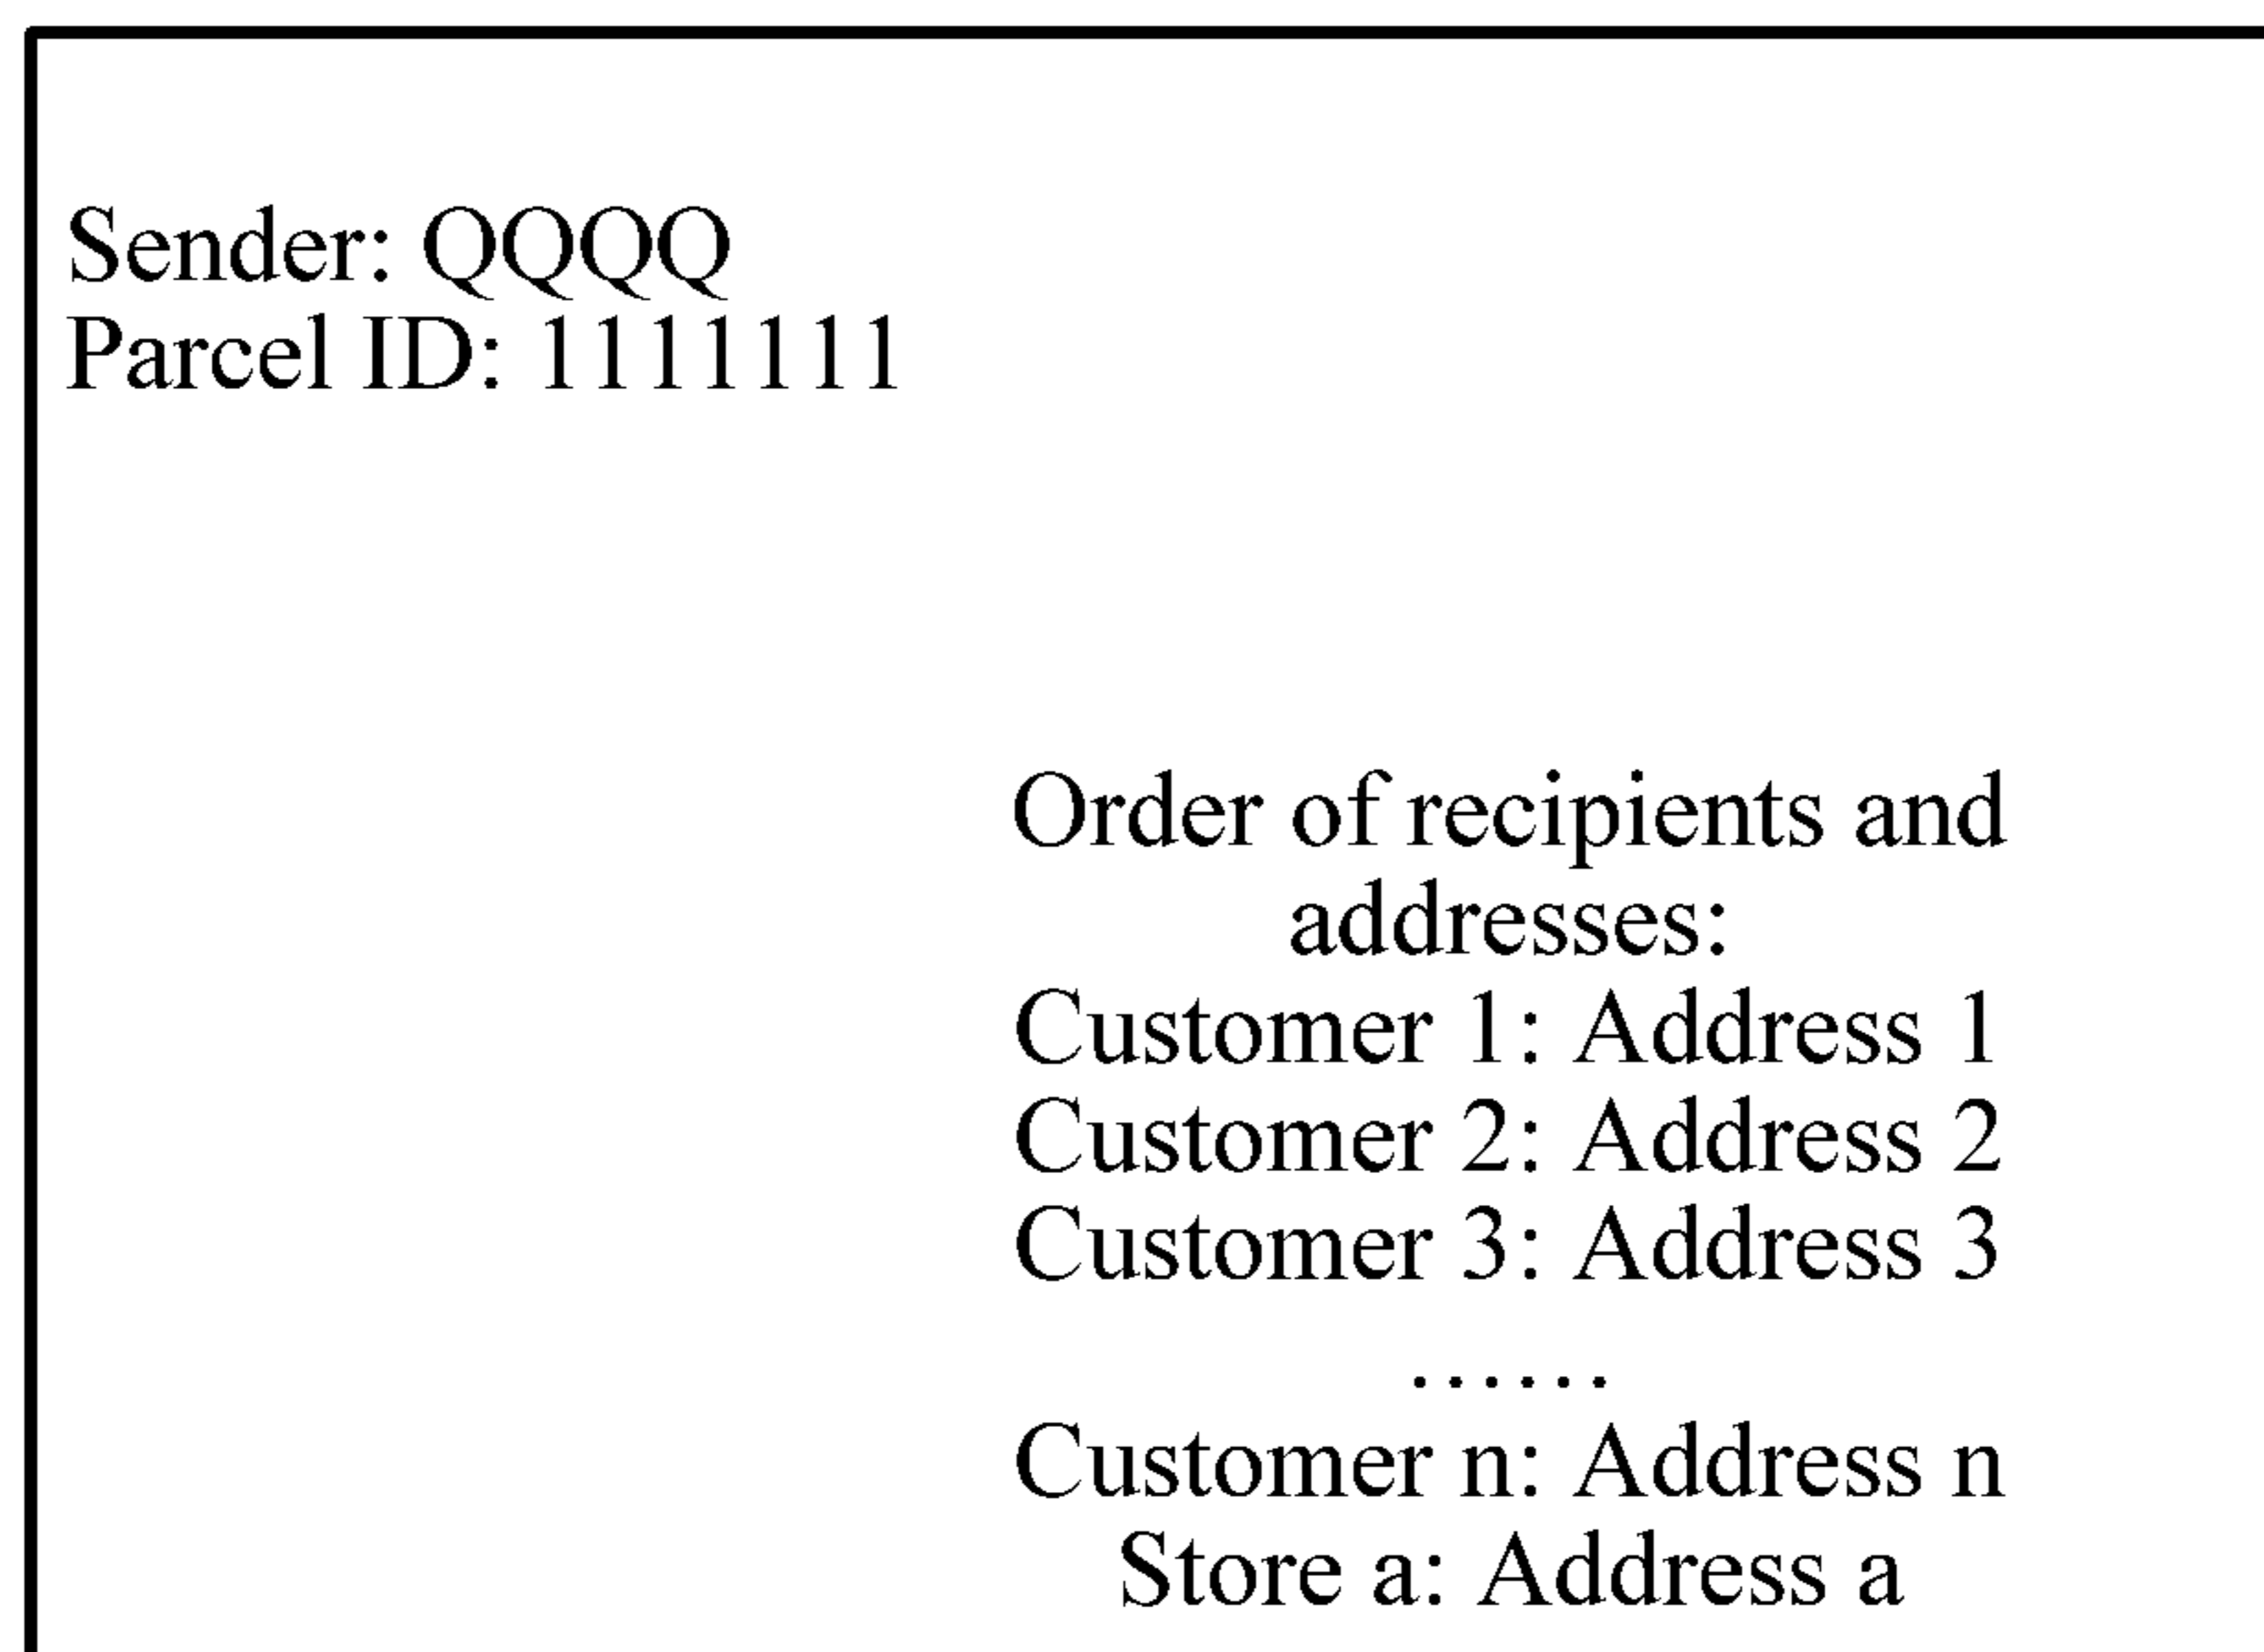 Sender: QQQQ
Parcel ID: 1111111
Order of recipients and
addresses:
Customer 1: Address 1
Customer 2: Address 2
Customer 3: Address 3
......
Customer n: Address n
Store a: Address a